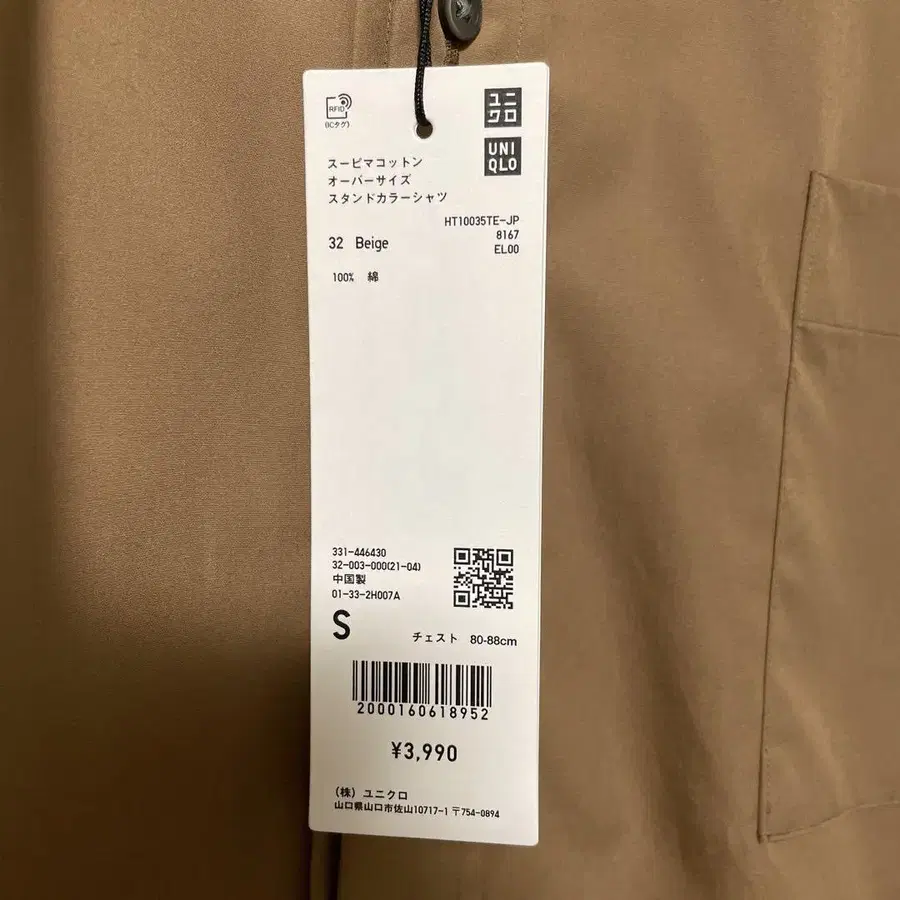 RFID
(ICタグ)
ユニ
クロ
UNI
QLO
スーピマコットン
オーバーサイズ
スタンドカラーシャツ
HT10035TE-JP
8167
EL00
32 Beige
100% 綿
331-446430
32-003-000(21-04)
中国製
01-33-2H007A
S
チェスト 80-88cm
2000160618952
¥3,990
(株) ユニクロ
山口県山口市佐山10717-1 〒754-0894